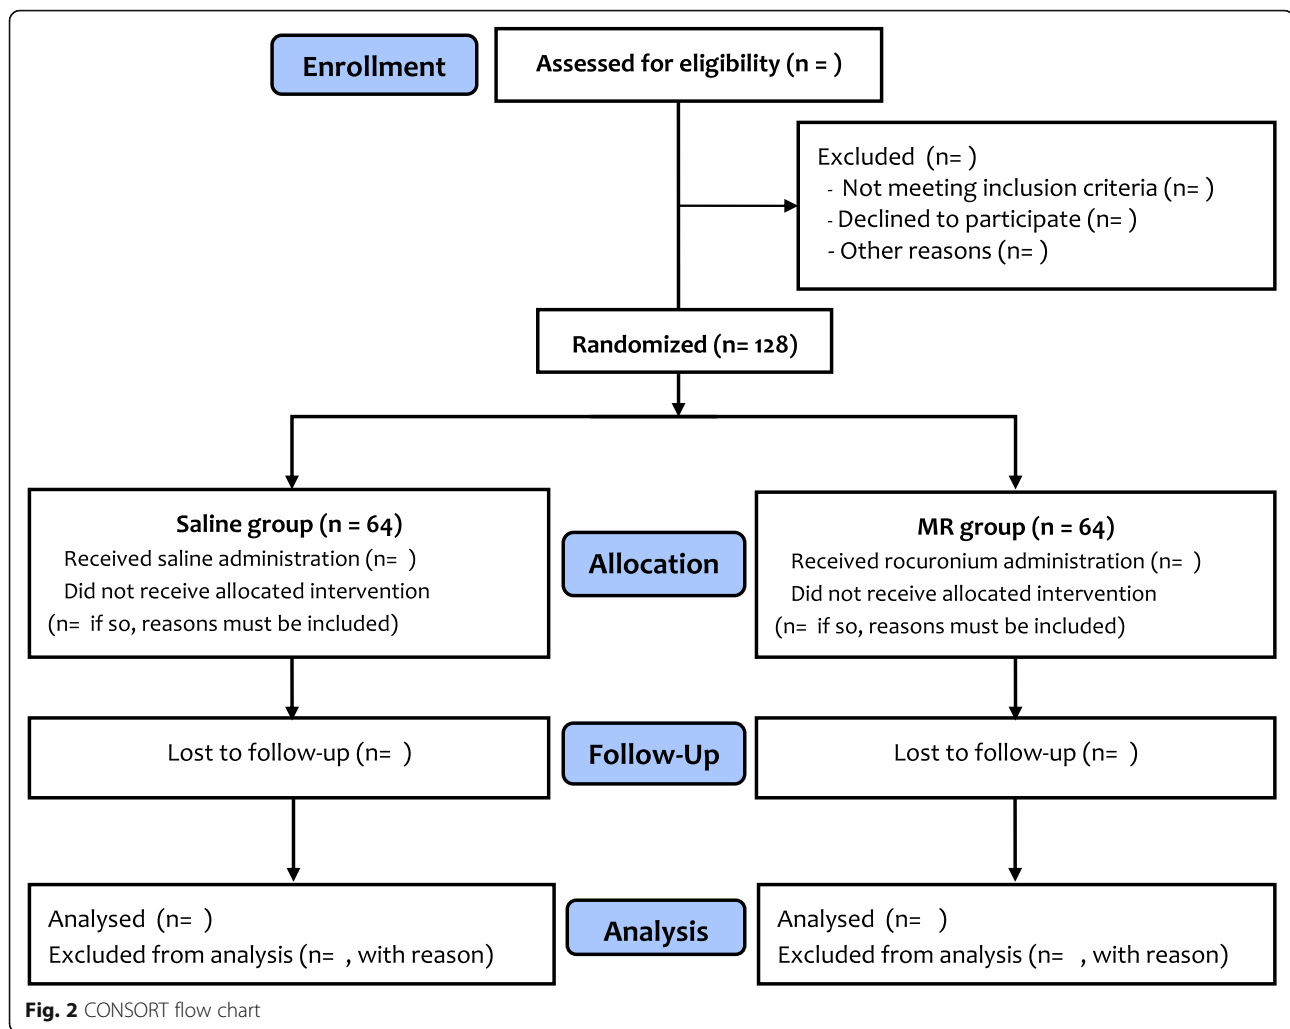 Enrollment
Assessed for eligibility (n = )
Excluded (n= )
- Not meeting inclusion criteria (n= )
- Declined to participate (n= )
- Other reasons (n= )
Randomized (n= 128)
Saline group (n = 64)
Received saline administration (n= )
Did not receive allocated intervention
(n= if so, reasons must be included)
Allocation
MR group (n = 64)
Received rocuronium administration (n= )
Did not receive allocated intervention
(n= if so, reasons must be included)
Lost to follow-up (n= )
Follow-Up
Lost to follow-up (n= )
Analysed (n= )
Excluded from analysis (n= , with reason)
Analysis
Analysed (n= )
Excluded from analysis (n= , with reason)
Fig. 2 CONSORT flow chart